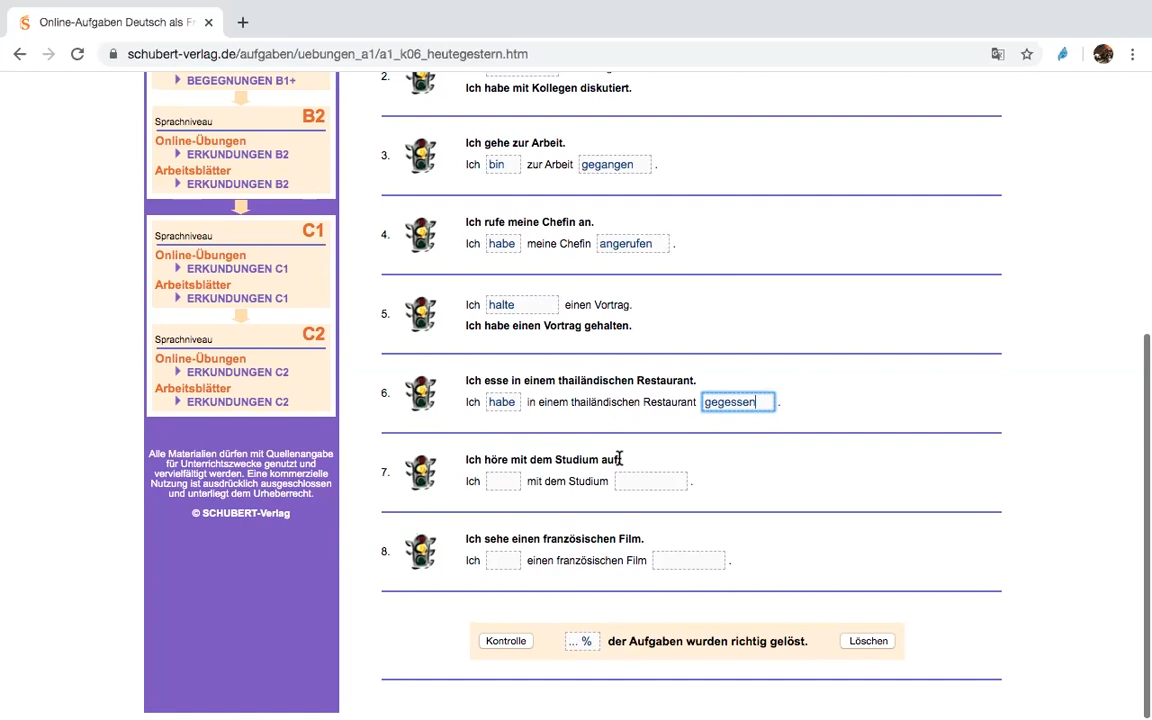 Online-Aufgaben Deutsch als Fr
schubert-verlag.de/aufgaben/uebungen_a1/a1_k06_heutegestern.htm
BEGEGNUNGEN B1+
Sprachniveau B2
Online-Übungen
ERKUNDUNGEN B2
Arbeitsblätter
ERKUNDUNGEN B2
Sprachniveau C1
Online-Übungen
ERKUNDUNGEN C1
Arbeitsblätter
ERKUNDUNGEN C1
Sprachniveau C2
Online-Übungen
ERKUNDUNGEN C2
Arbeitsblätter
ERKUNDUNGEN C2
Alle Materialien dürfen mit Quellenangabe
für Unterrichtszwecke genutzt und
vervielfältigt werden. Eine kommerzielle
Nutzung ist ausdrücklich ausgeschlossen
und unterliegt dem Urheberrecht.
© SCHUBERT-Verlag
2.
Ich habe mit Kollegen diskutiert.
3.
Ich gehe zur Arbeit.
Ich bin zur Arbeit gegangen .
4.
Ich rufe meine Chefin an.
Ich habe meine Chefin angerufen .
5.
Ich halte einen Vortrag.
Ich habe einen Vortrag gehalten.
6.
Ich esse in einem thailändischen Restaurant.
Ich habe in einem thailändischen Restaurant gegessen .
7.
Ich höre mit dem Studium auf.
Ich mit dem Studium .
8.
Ich sehe einen französischen Film.
Ich einen französischen Film .
Kontrolle ... % der Aufgaben wurden richtig gelöst. Löschen